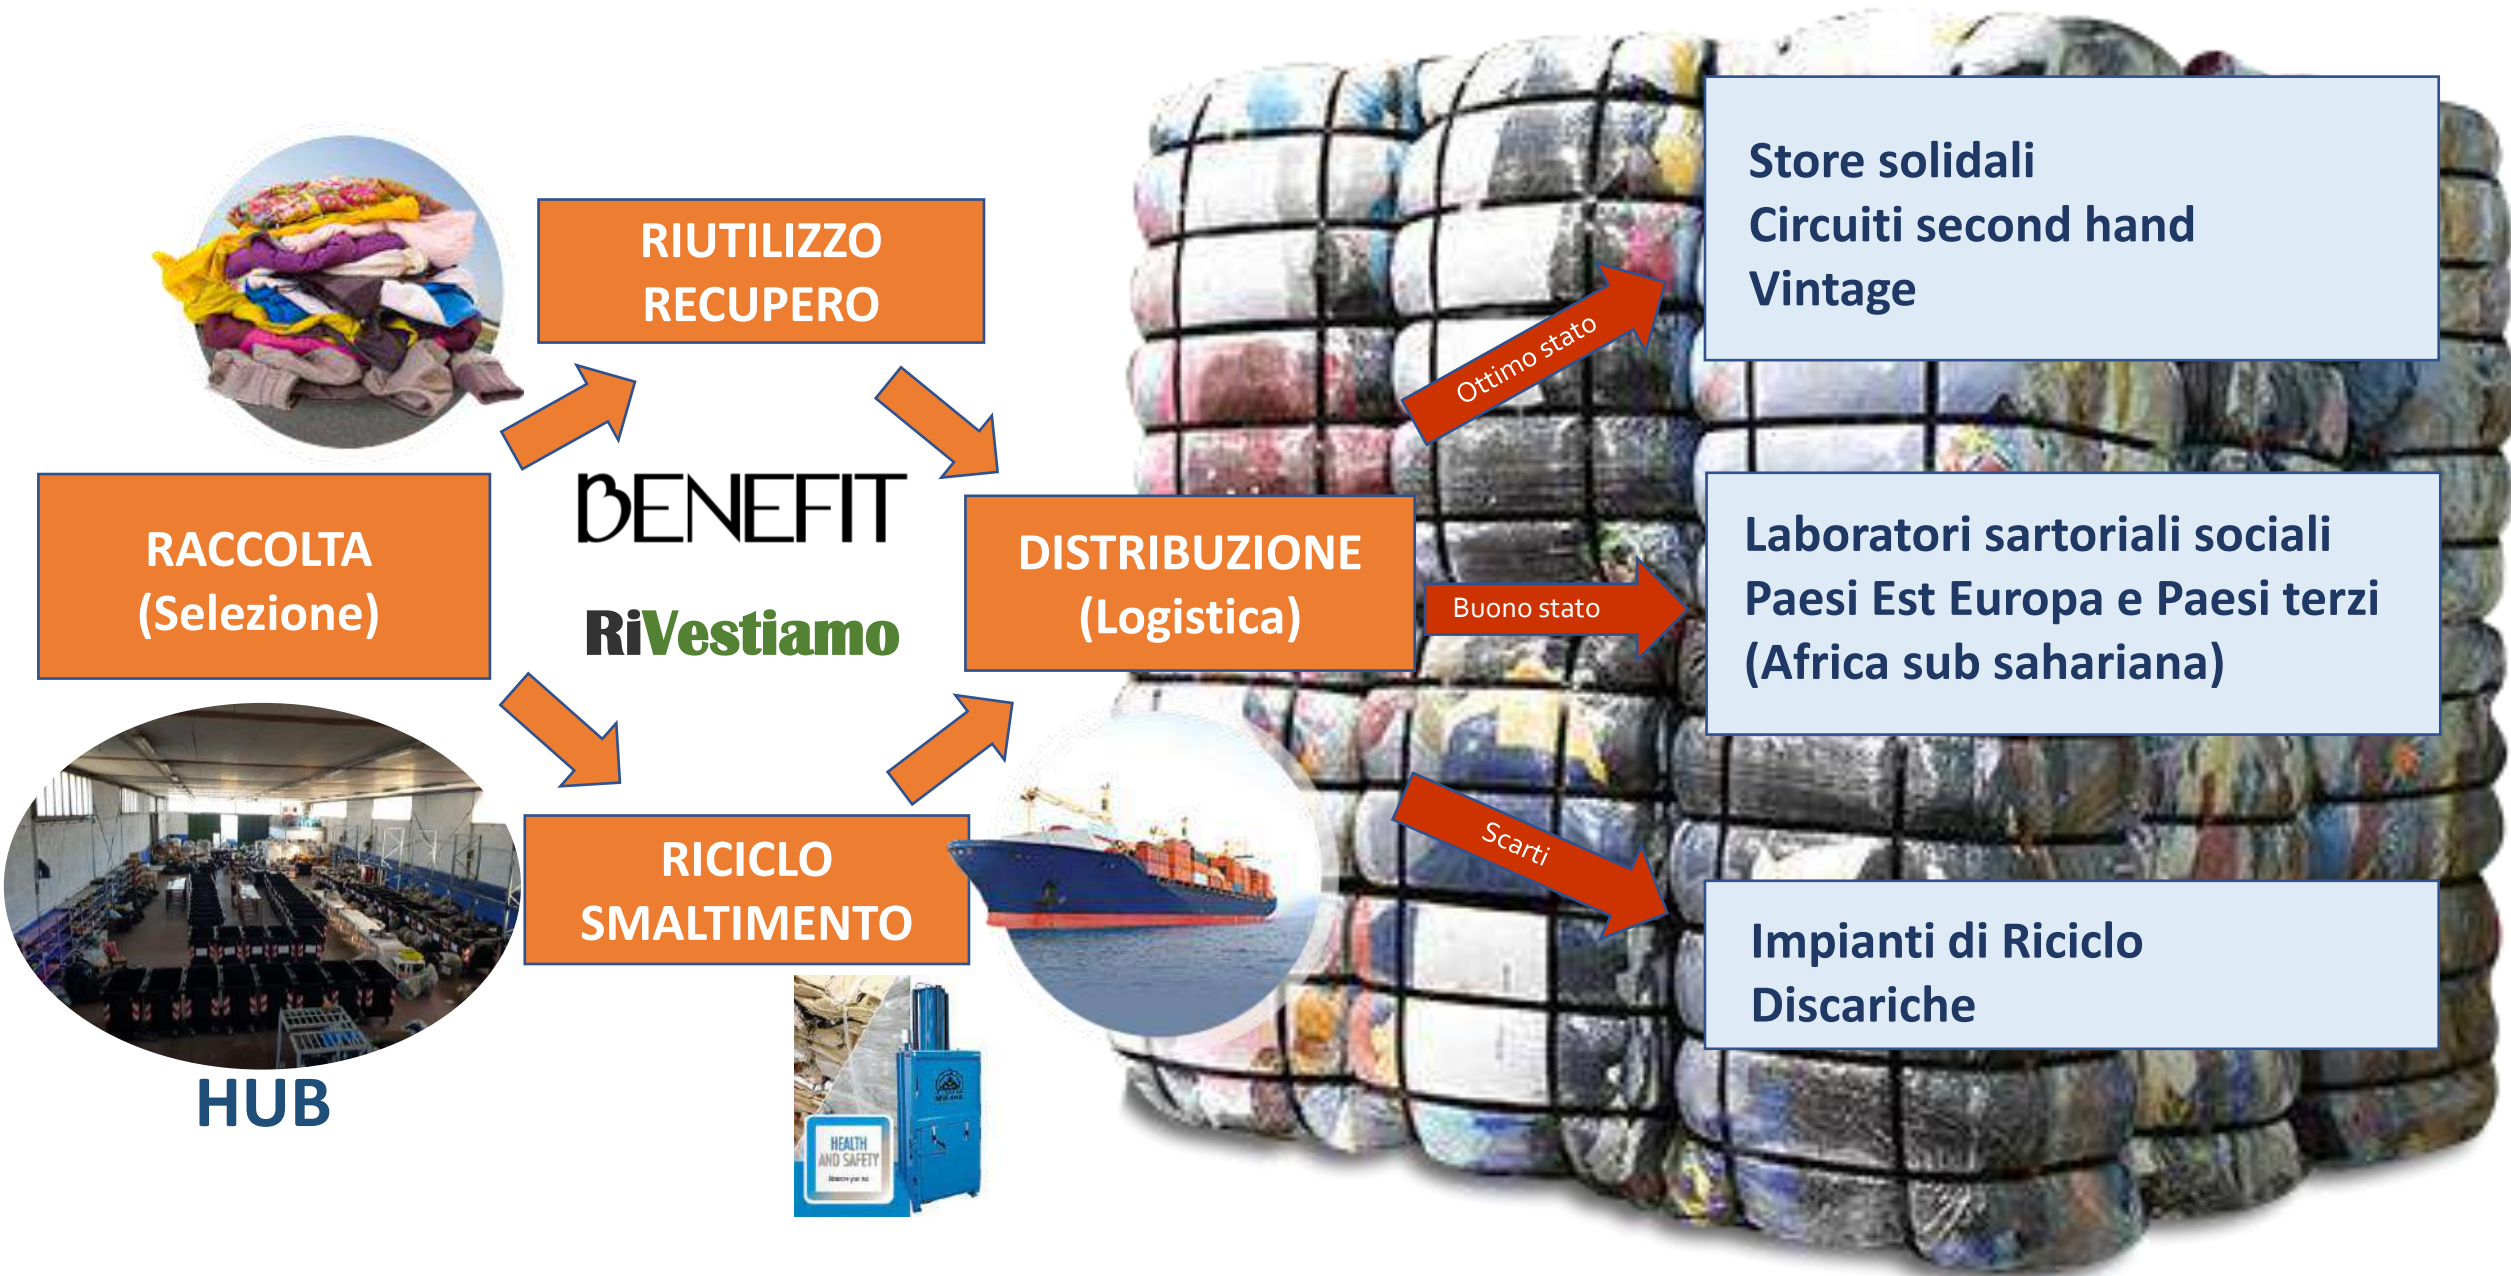 RIUTILIZZO
RECUPERO
RACCOLTA
(Selezione)
BENEFIT
RiVestiamo
DISTRIBUZIONE
(Logistica)
RICICLO
SMALTIMENTO
HUB
HEALTH
AND SAFETY
Ottimo stato
Store solidali
Circuiti second hand
Vintage
Buono stato
Laboratori sartoriali sociali
Paesi Est Europa e Paesi terzi
(Africa sub sahariana)
Scarti
Impianti di Riciclo
Discariche